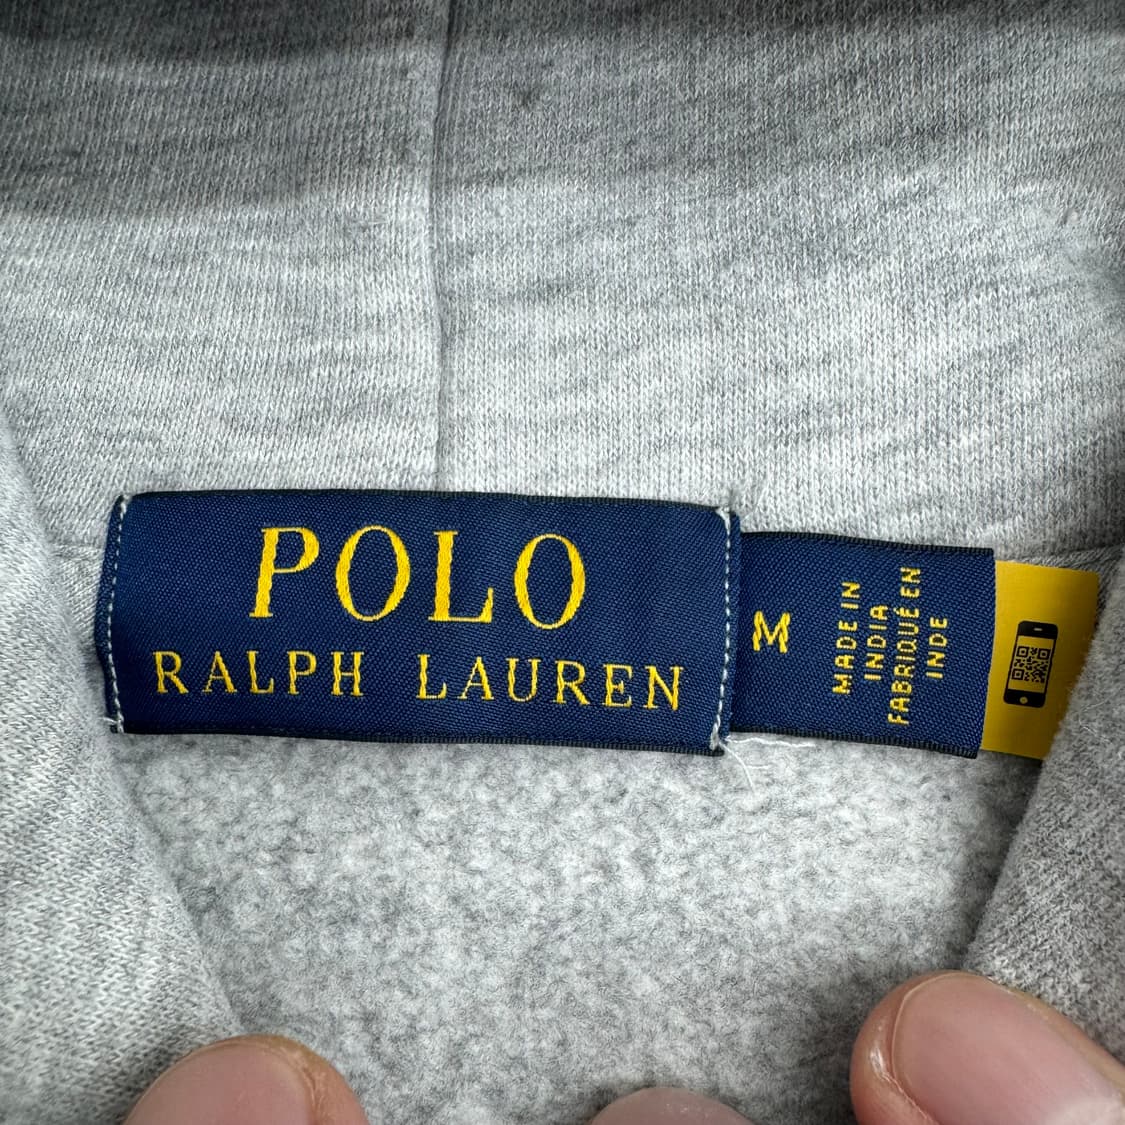 POLO
RALPH LAUREN
M
MADE IN
INDIA
FABRIQUÉ EN
INDE